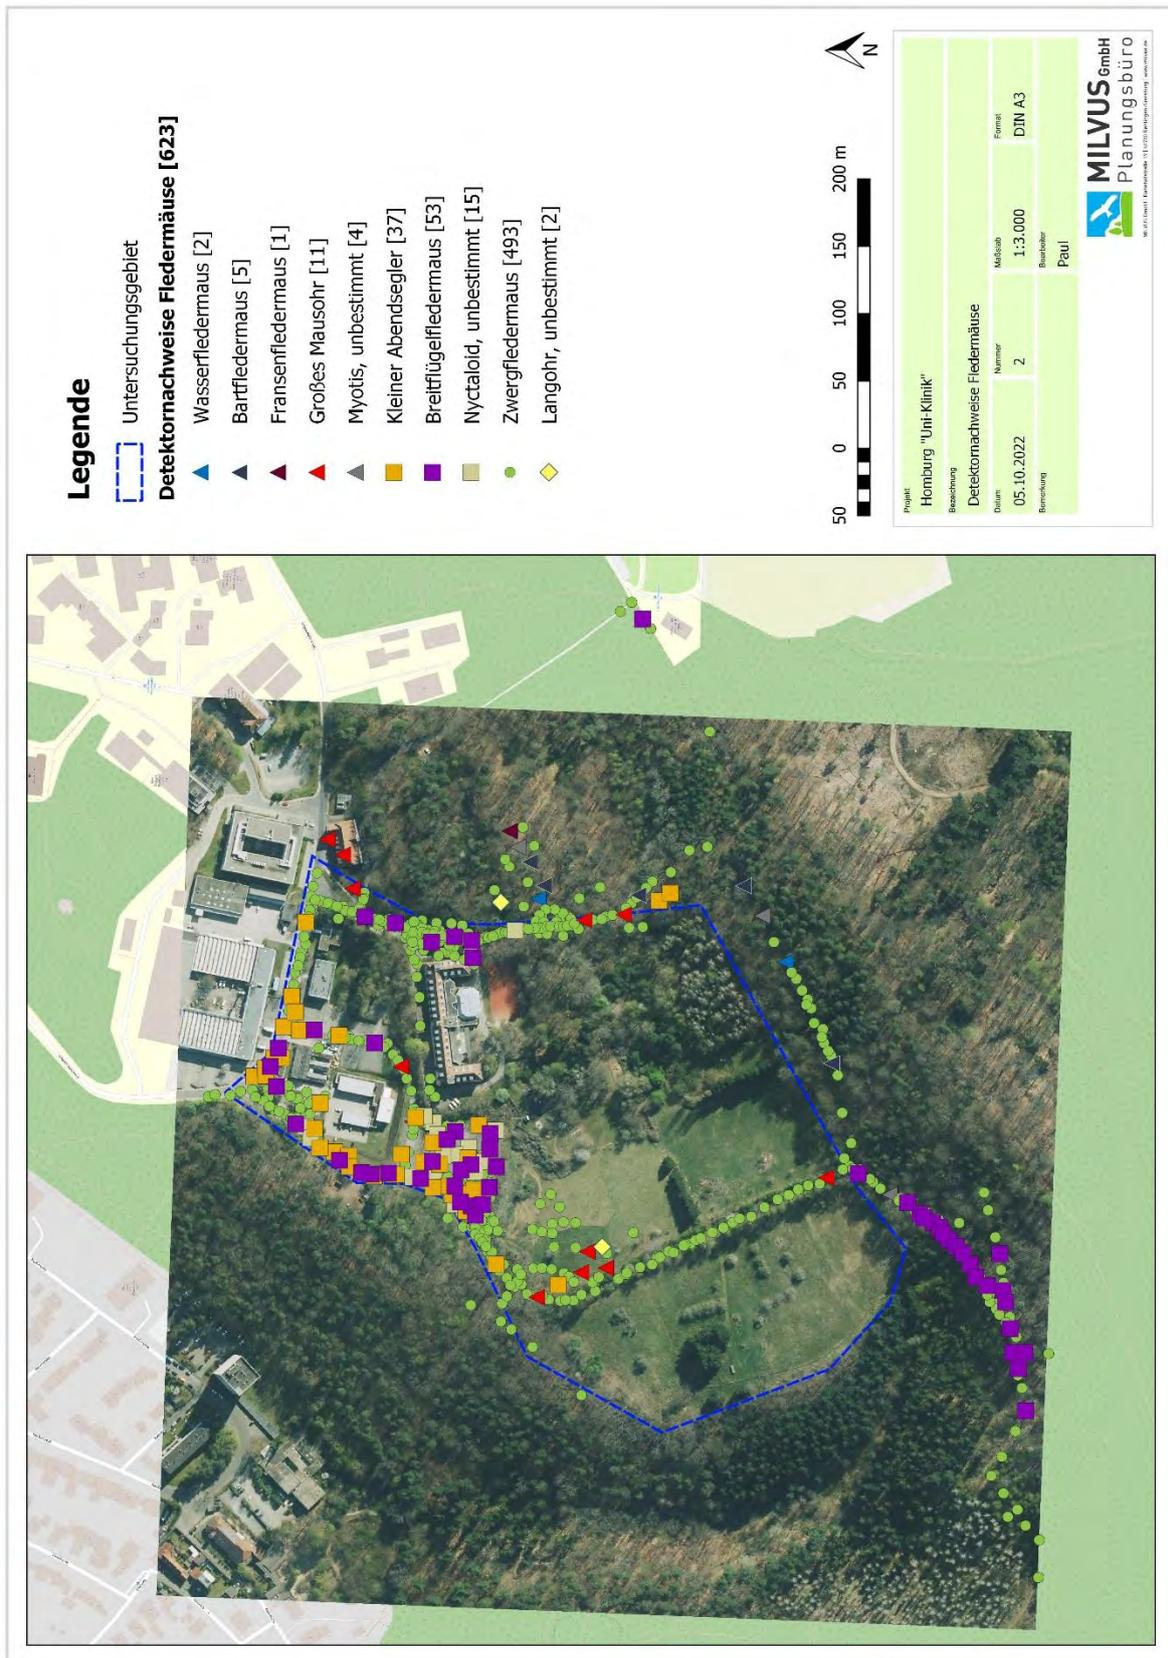 Legende
Untersuchungsgebiet
Detektornachweise Fledermäuse [623]
Wasserfledermaus [2]
Bartfledermaus [5]
Fransenfledermaus [1]
Großes Mausohr [11]
Myotis, unbestimmt [4]
Kleiner Abendsegler [37]
Breitflügelfledermaus [53]
Nyctaloid, unbestimmt [15]
Zwergfledermaus [493]
Langohr, unbestimmt [2]
N
50 0 50 100 150 200 m
Projekt
Homburg "Uni-Klinik"
Bezeichnung
Detektornachweise Fledermäuse
Datum Nummer Maßstab Format
05.10.2022 2 1:3.000 DIN A3
Bemerkung Bearbeiter
Paul
MILVUS GmbH
Planungsbüro